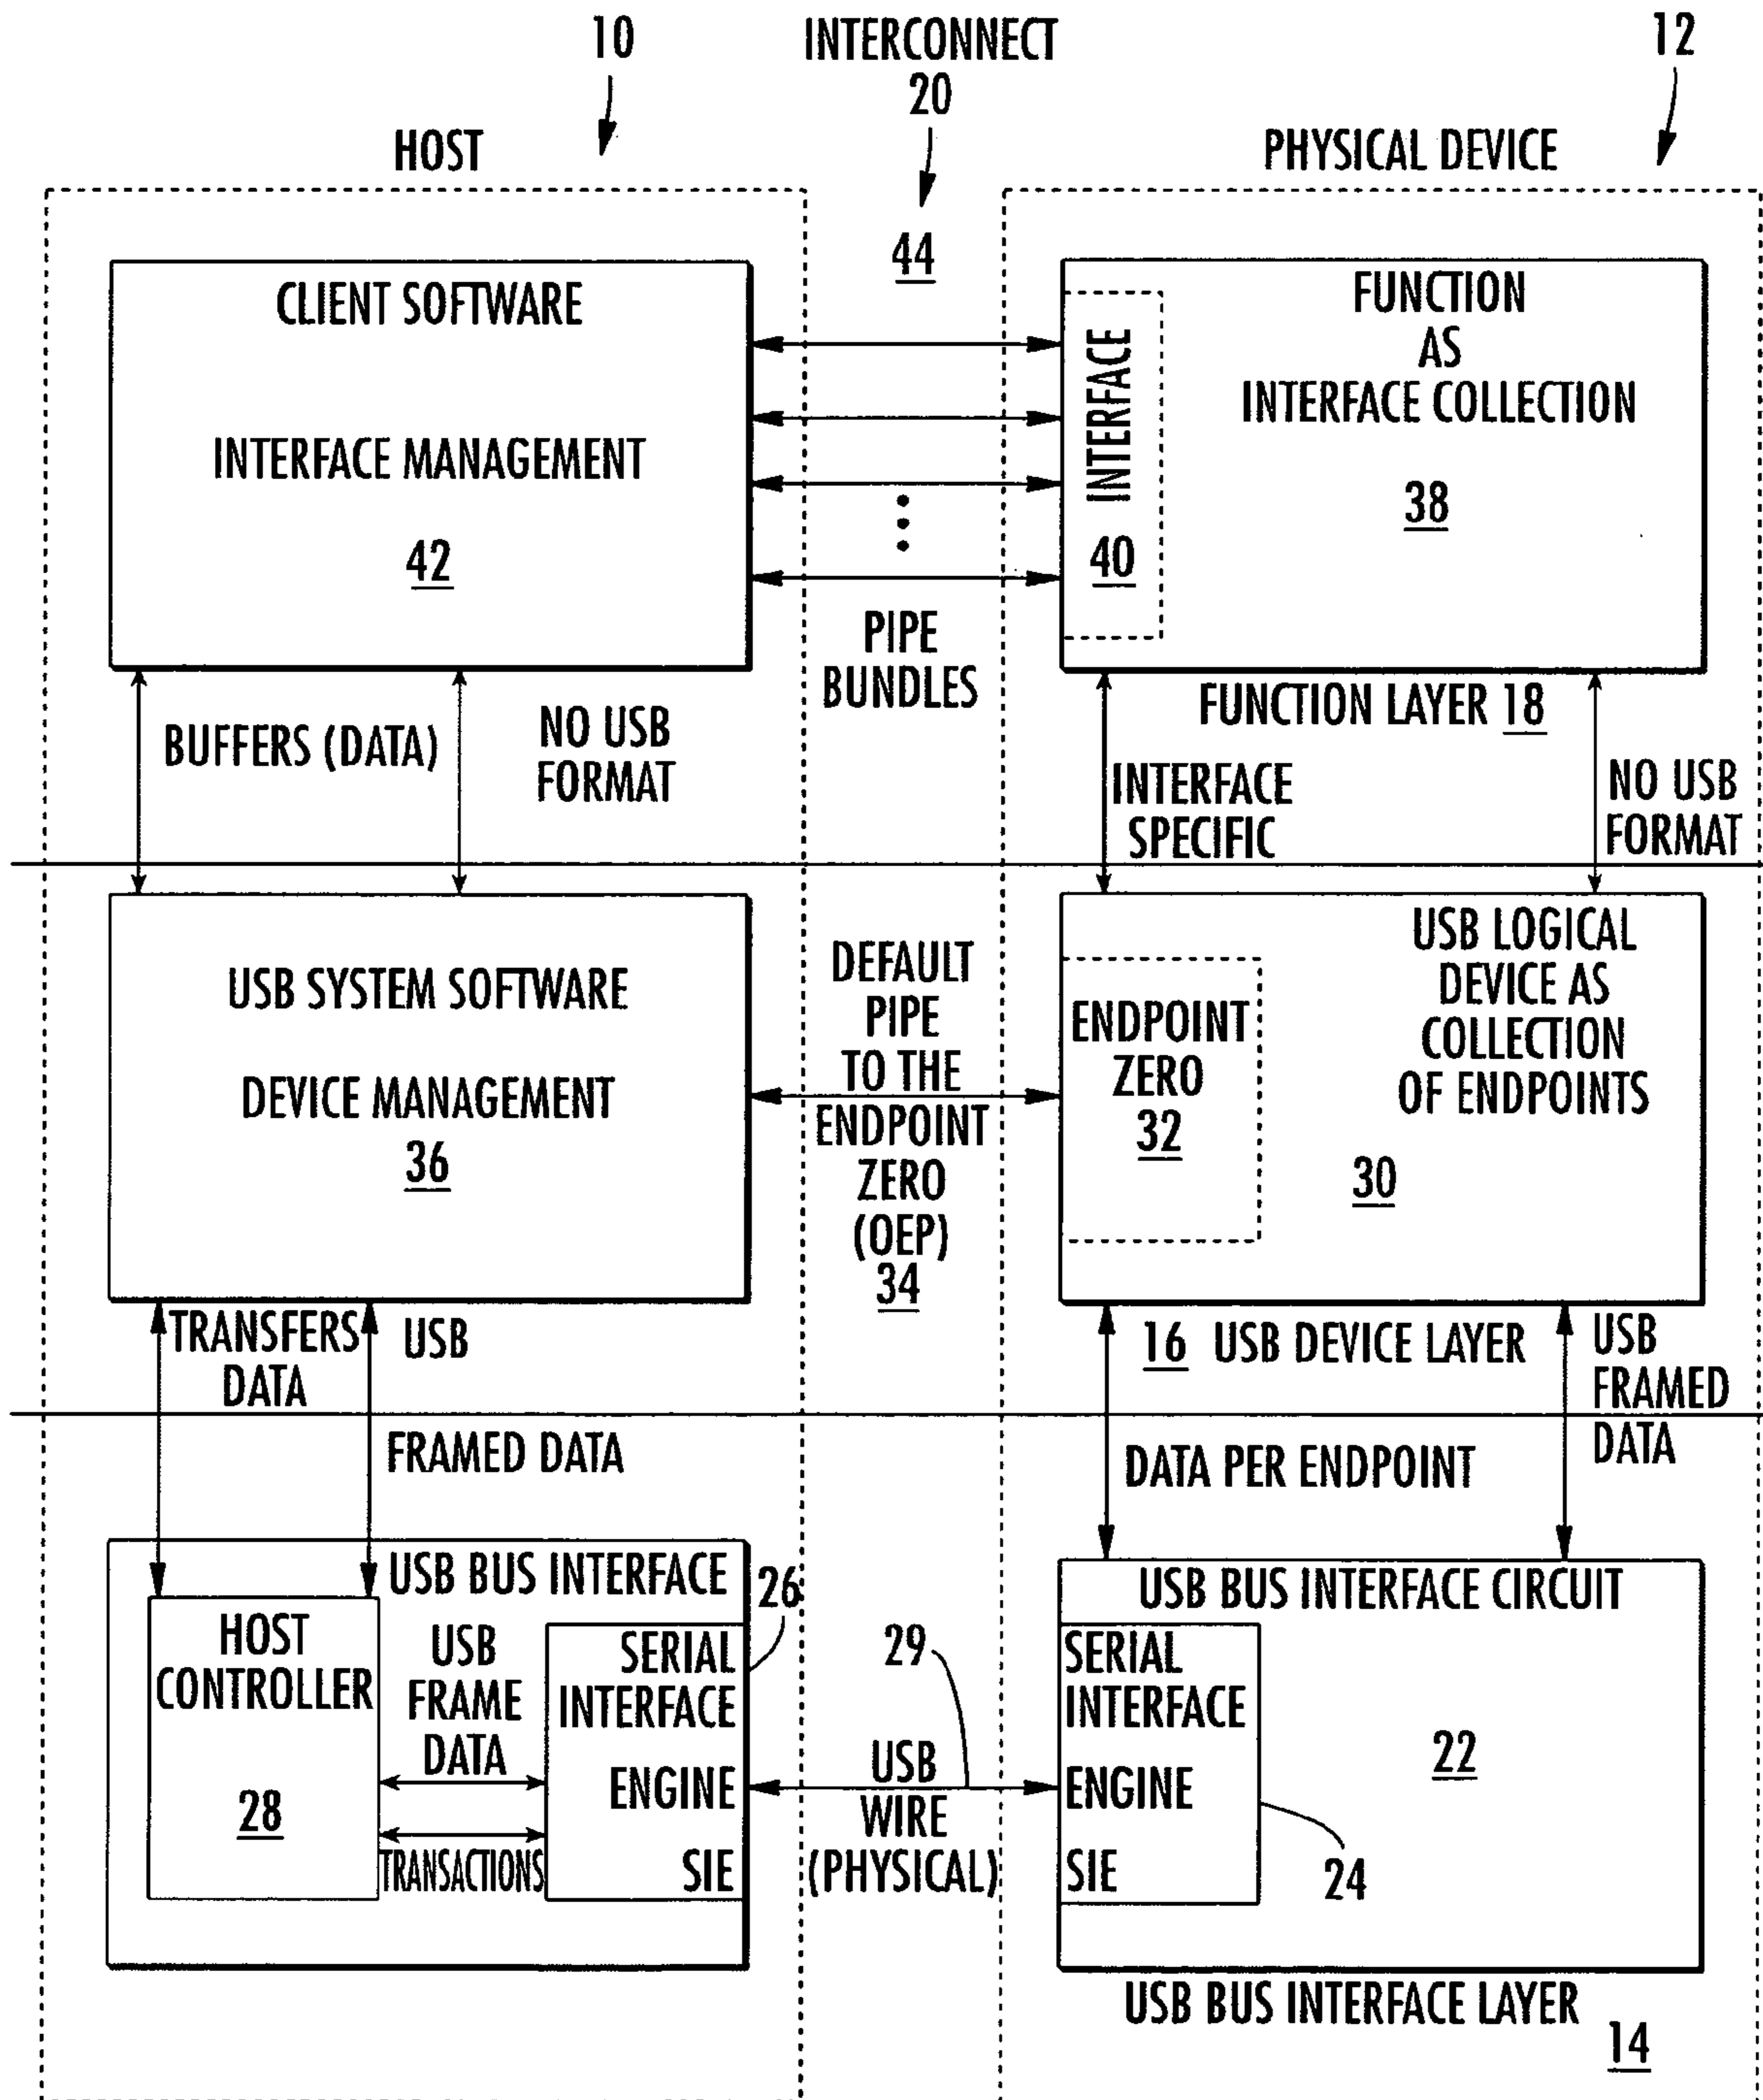 10
INTERCONNECT
20
12
HOST
PHYSICAL DEVICE
44
CLIENT SOFTWARE
INTERFACE MANAGEMENT
42
INTERFACE
40
FUNCTION
AS
INTERFACE COLLECTION
38
PIPE
BUNDLES
BUFFERS (DATA)
NO USB
FORMAT
FUNCTION LAYER 18
INTERFACE
SPECIFIC
NO USB
FORMAT
USB SYSTEM SOFTWARE
DEVICE MANAGEMENT
36
DEFAULT
PIPE
TO THE
ENDPOINT
ZERO
(OEP)
34
ENDPOINT
ZERO
32
USB LOGICAL
DEVICE AS
COLLECTION
OF ENDPOINTS
30
TRANSFERS
DATA
USB
FRAMED DATA
16 USB DEVICE LAYER
USB
FRAMED
DATA
DATA PER ENDPOINT
USB BUS INTERFACE
26
HOST
CONTROLLER
28
USB
FRAME
DATA
TRANSACTIONS
SERIAL
INTERFACE
ENGINE
SIE
29
USB
WIRE
(PHYSICAL)
USB BUS INTERFACE CIRCUIT
SERIAL
INTERFACE
ENGINE
SIE
22
24
USB BUS INTERFACE LAYER
14